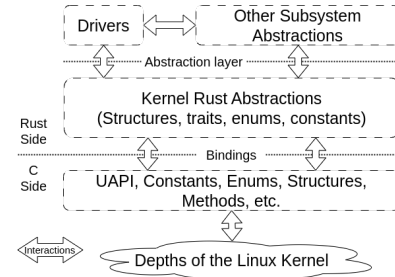 Drivers
Other Subsystem
Abstractions
Abstraction layer
Kernel Rust Abstractions
(Structures, traits, enums, constants)
Rust
Side
Bindings
C
Side
UAPI, Constants, Enums, Structures,
Methods, etc.
Interactions
Depths of the Linux Kernel